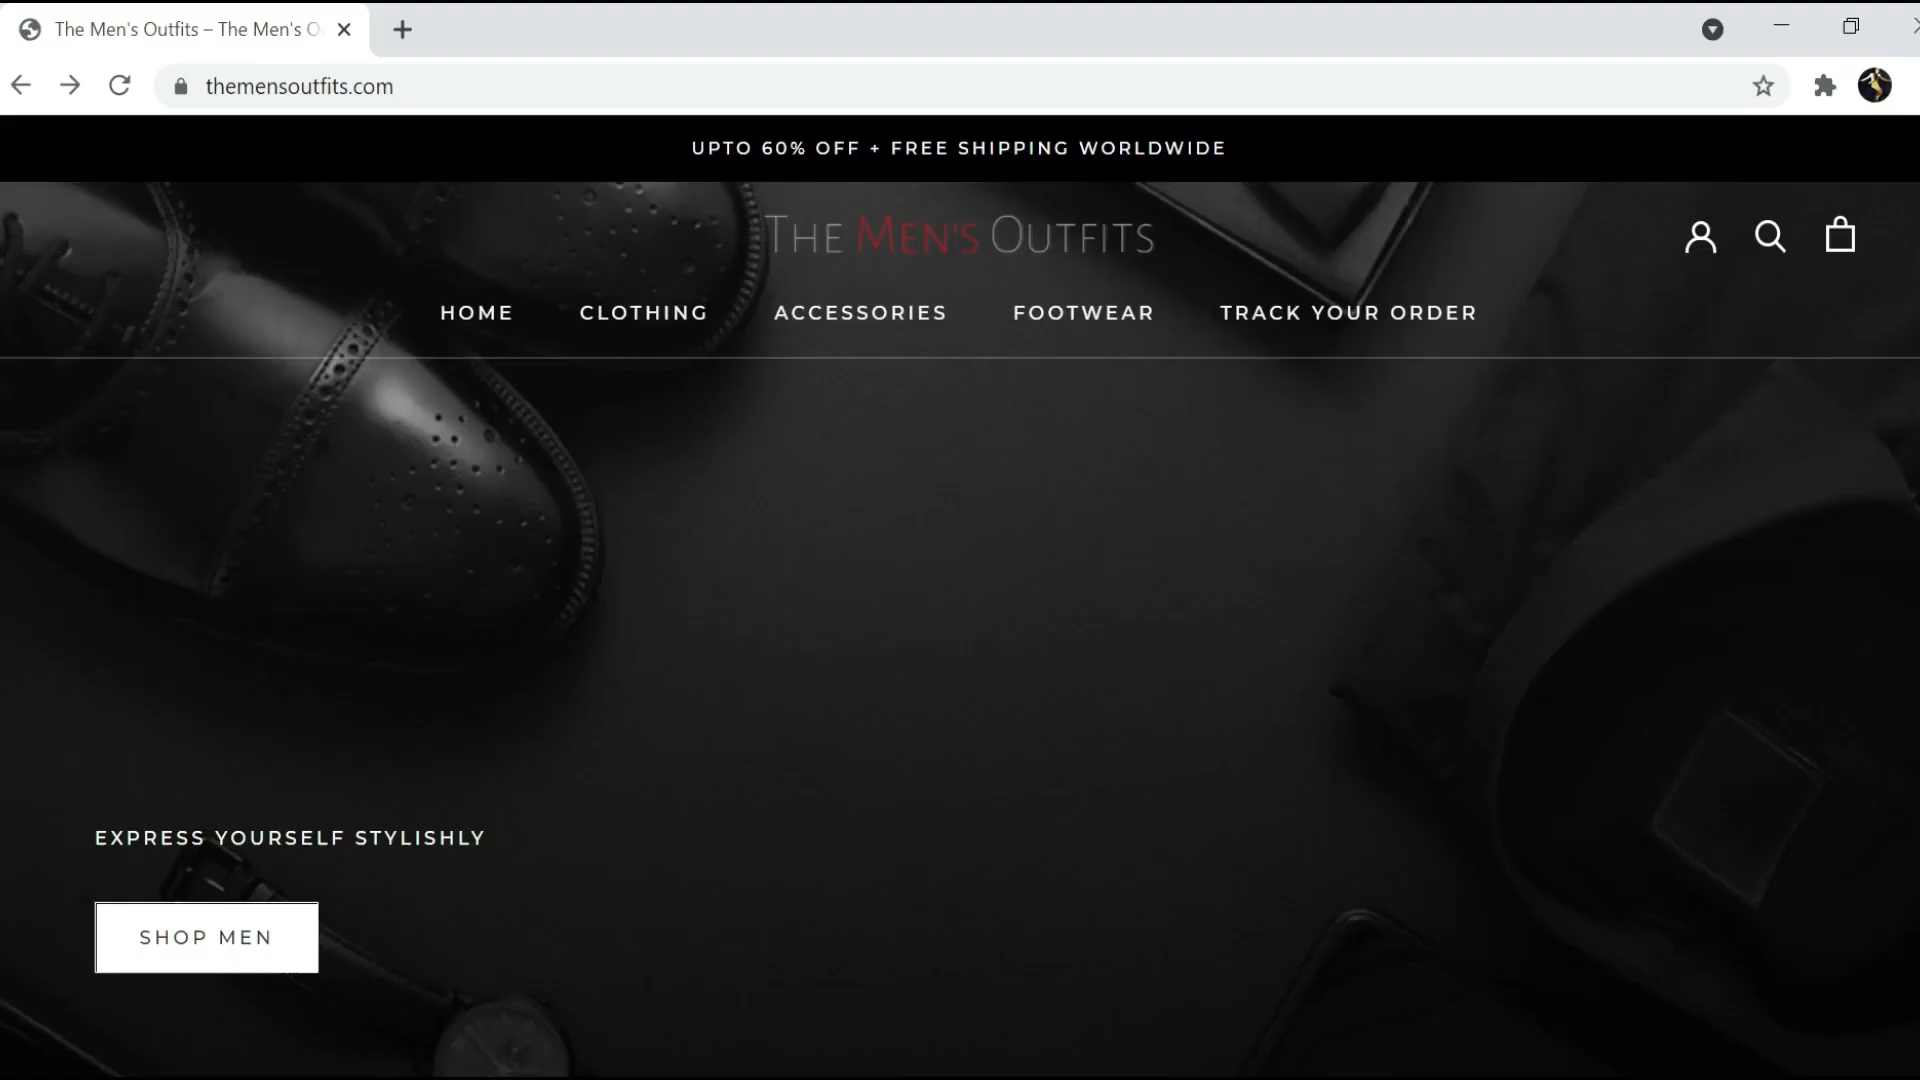 The Men's Outfits – The Men's O
themensoutfits.com
UPTO 60% OFF + FREE SHIPPING WORLDWIDE
THE MEN'S OUTFITS
HOME CLOTHING ACCESSORIES FOOTWEAR TRACK YOUR ORDER
EXPRESS YOURSELF STYLISHLY
SHOP MEN